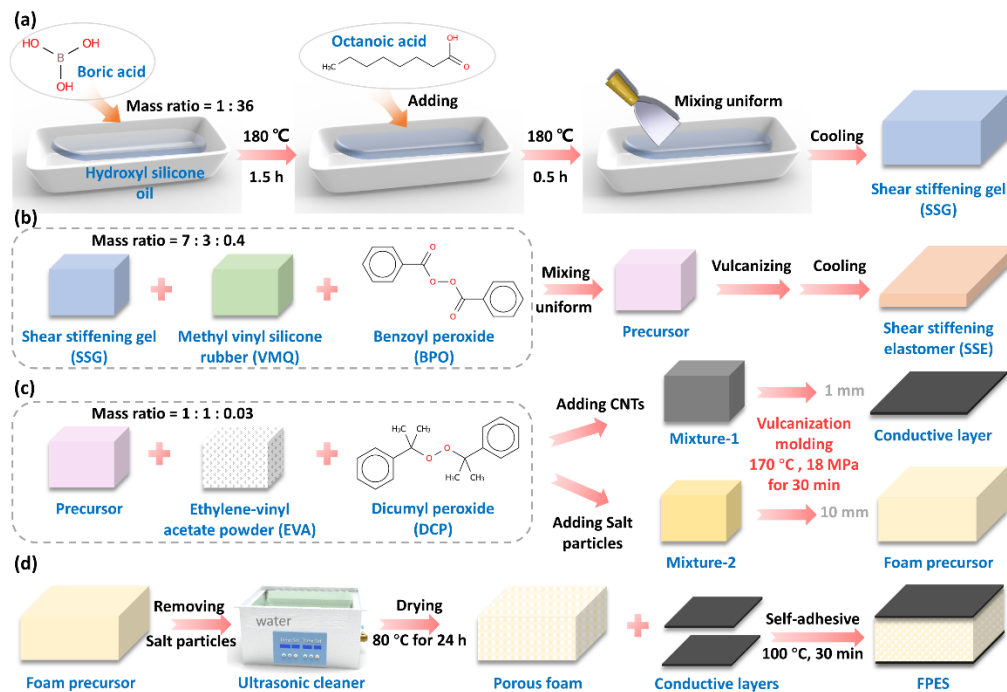 (a)
HO
OH
B
OH
Boric acid
Mass ratio = 1 : 36
Hydroxyl silicone
oil
180 ℃
1.5 h
Octanoic acid
H₃C
OH
O
Adding
180 ℃
0.5 h
Mixing uniform
Cooling
Shear stiffening gel
(SSG)
(b)
Mass ratio = 7 : 3 : 0.4
Shear stiffening gel
(SSG)
Methyl vinyl silicone
rubber (VMQ)
O
O
O
O
Benzoyl peroxide
(BPO)
Mixing
uniform
Precursor
Vulcanizing
Cooling
Shear stiffening
elastomer (SSE)
(c)
Mass ratio = 1 : 1 : 0.03
Precursor
Ethylene-vinyl
acetate powder (EVA)
CH₃
CH₃
O
O
CH₃
H₃C
Dicumyl peroxide
(DCP)
Adding CNTs
Mixture-1
1 mm
Conductive layer
Vulcanization
molding
170 °C , 18 MPa
for 30 min
Adding Salt
particles
Mixture-2
10 mm
Foam precursor
(d)
Foam precursor
Removing
Salt particles
water
Ultrasonic cleaner
Drying
80 °C for 24 h
Porous foam
Conductive layers
Self-adhesive
100 °C, 30 min
FPES